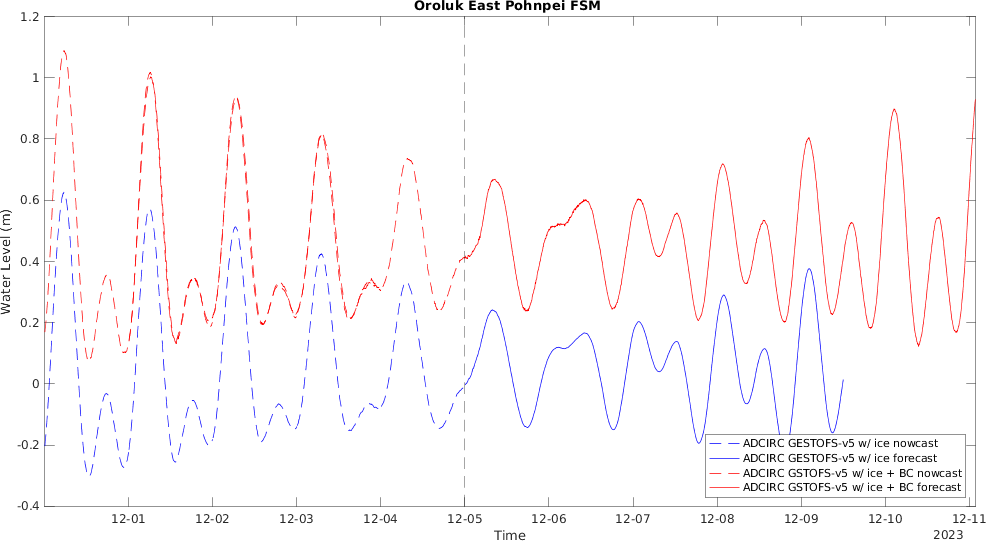 Oroluk East Pohnpei FSM
1.2
1
0.8
0.6
0.4
0.2
0
-0.2
-0.4
Water Level (m)
ADCIRC GESTOFS-v5 w/ ice nowcast
ADCIRC GESTOFS-v5 w/ ice forecast
ADCIRC GSTOFS-v5 w/ ice + BC nowcast
ADCIRC GSTOFS-v5 w/ ice + BC forecast
12-01 12-02 12-03 12-04 12-05 12-06 12-07 12-08 12-09 12-10 12-11
Time
2023